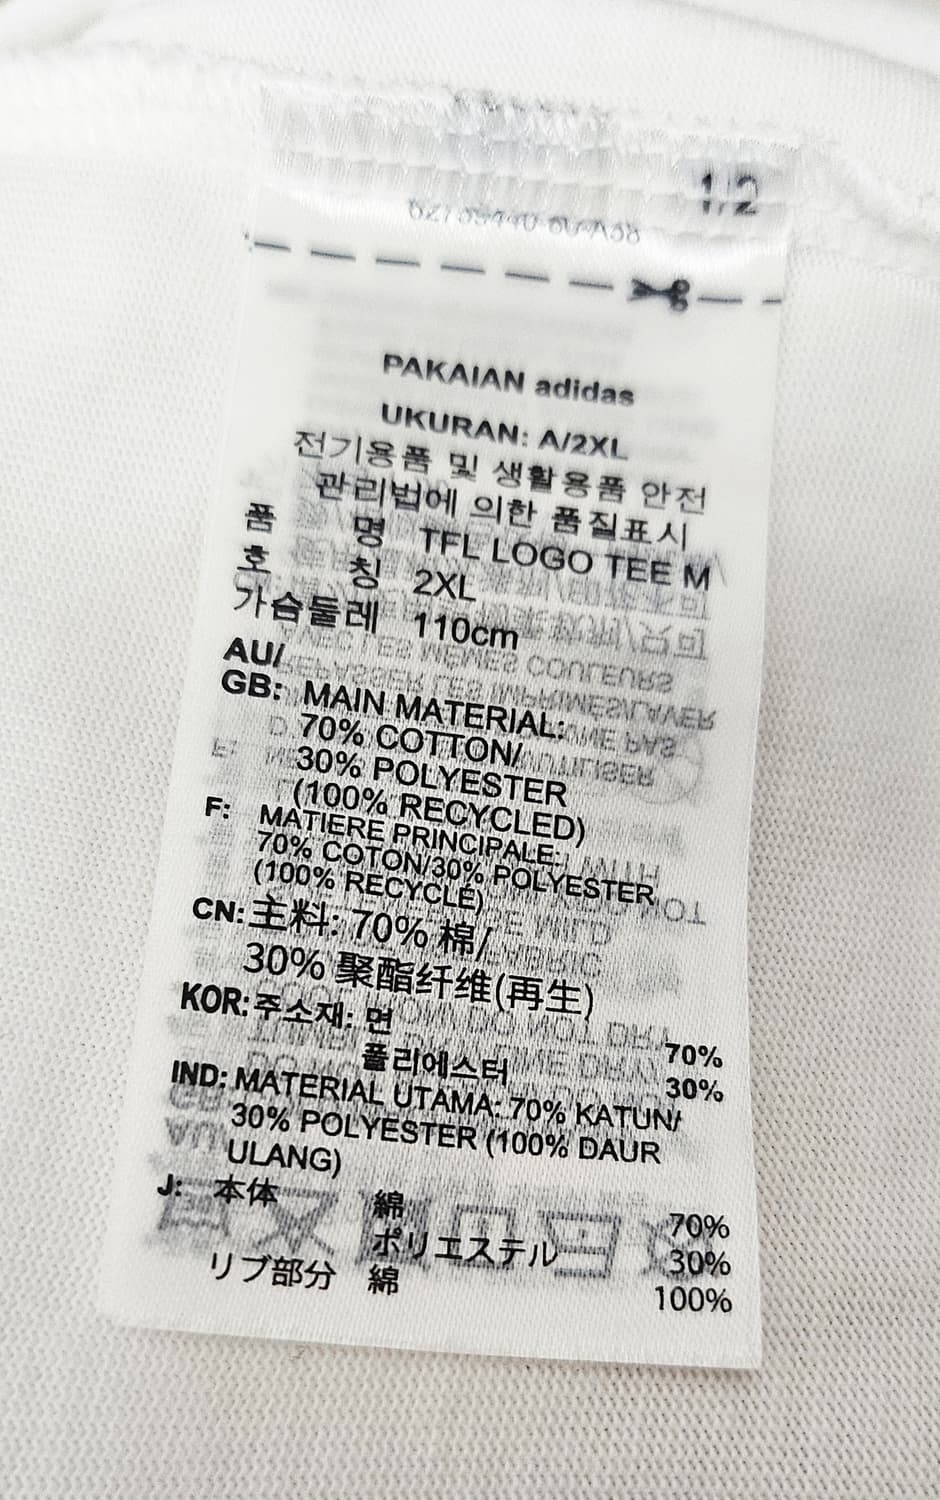 1/2
PAKAIAN adidas
UKURAN: A/2XL
전기용품 및 생활용품 안전
관리법에 의한 품질표시
품 명 TFL LOGO TEE M
호 칭 2XL
가슴둘레 110cm
AU/
GB: MAIN MATERIAL:
70% COTTON/
30% POLYESTER
(100% RECYCLED)
F: MATIERE PRINCIPALE:
70% COTON/30% POLYESTER
(100% RECYCLÉ)
CN: 主料: 70% 棉/
30% 聚酯纤维(再生)
KOR: 주소재: 면 70%
폴리에스터 30%
IND: MATERIAL UTAMA: 70% KATUN/
30% POLYESTER (100% DAUR
ULANG)
J: 本体 綿 70%
ポリエステル 30%
リブ部分 綿 100%